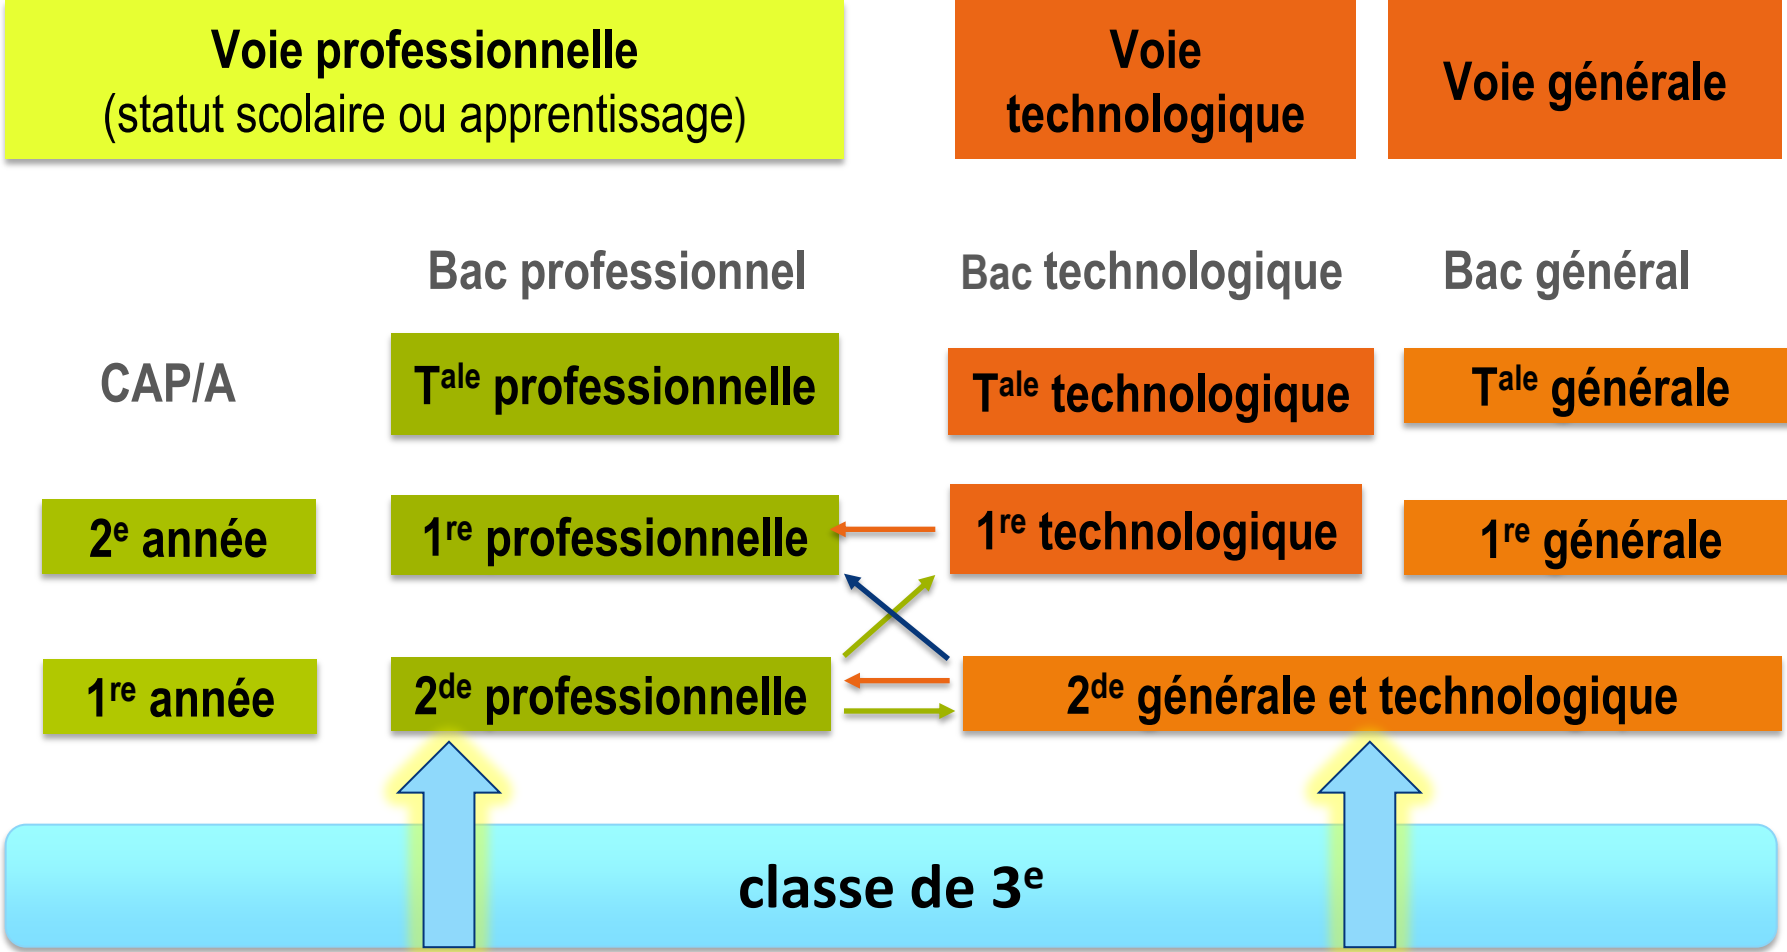 Voie professionnelle
(statut scolaire ou apprentissage)
Voie
technologique
Voie générale
Bac professionnel
Bac technologique
Bac général
CAP/A
Tale professionnelle
Tale technologique
Tale générale
2e année
1re professionnelle
1re technologique
1re générale
1re année
2de professionnelle
2de générale et technologique
classe de 3e